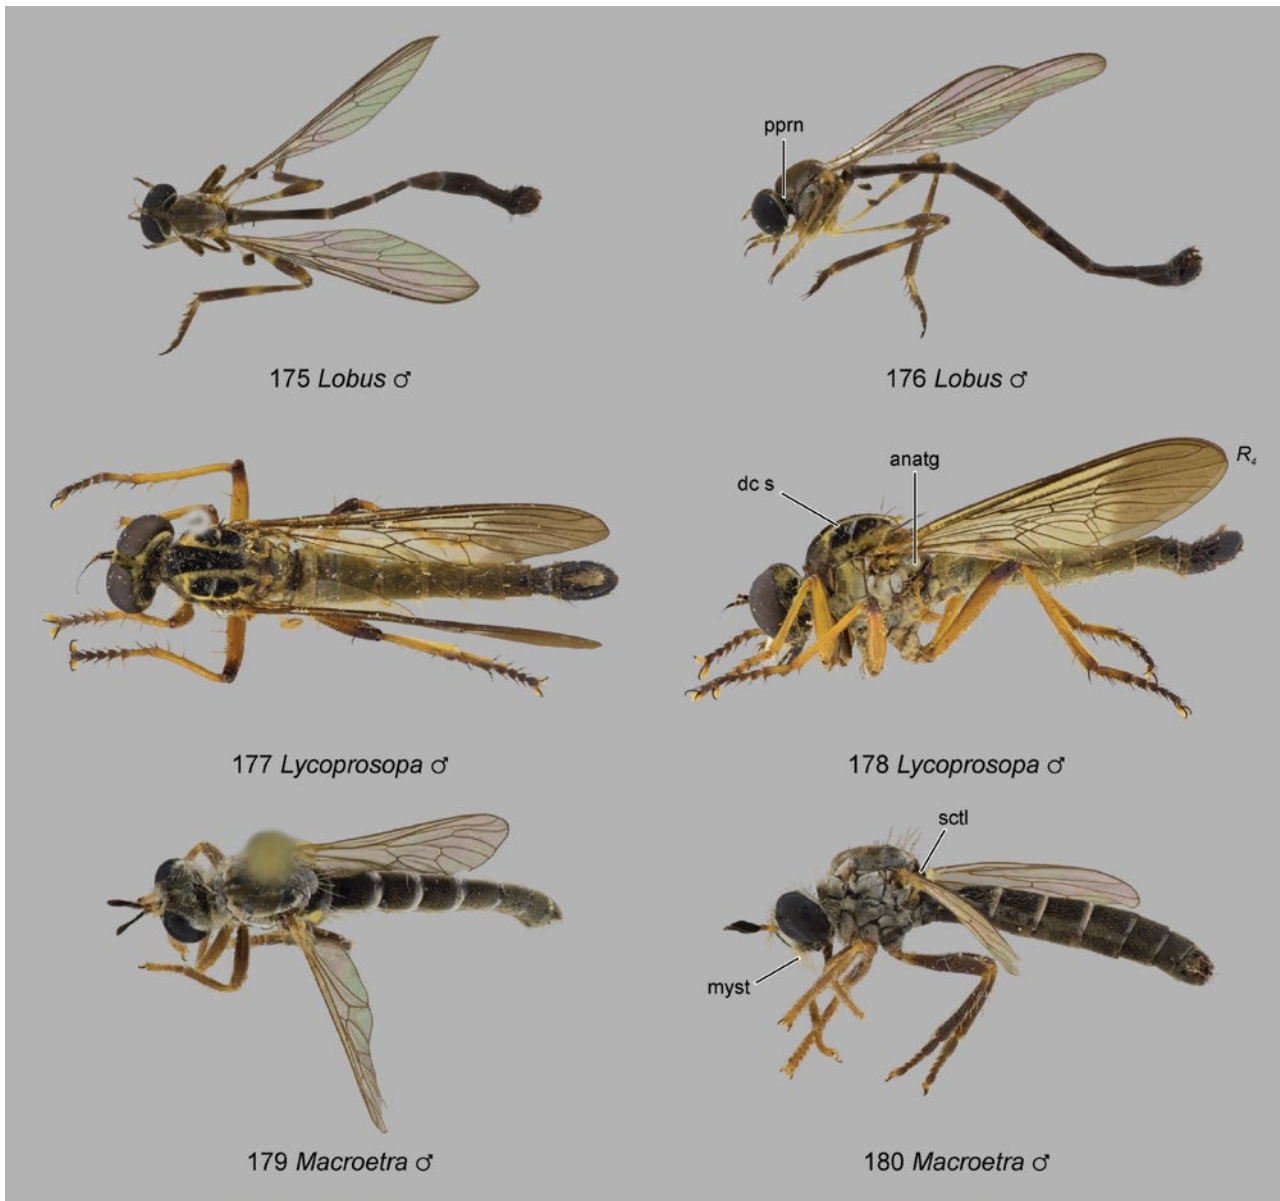 pprn
175 Lobus ♂
176 Lobus ♂
dc s
anatg
R₄
177 Lycoprosopa ♂
178 Lycoprosopa ♂
sctl
myst
179 Macroetra ♂
180 Macroetra ♂